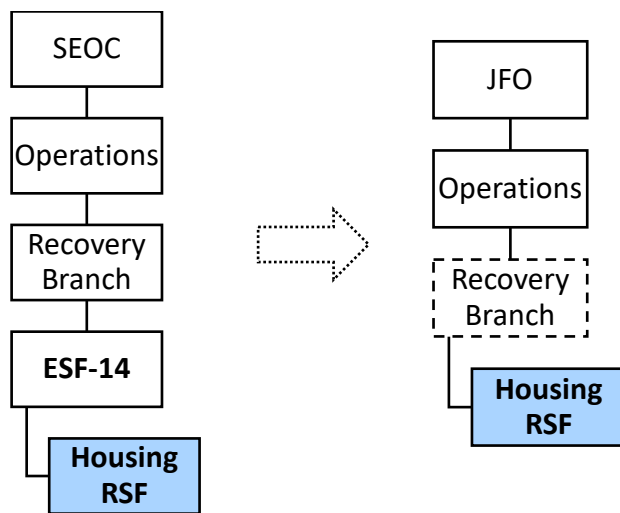 SEOC
Operations
Recovery
Branch
ESF-14
Housing
RSF
JFO
Operations
Recovery
Branch
Housing
RSF